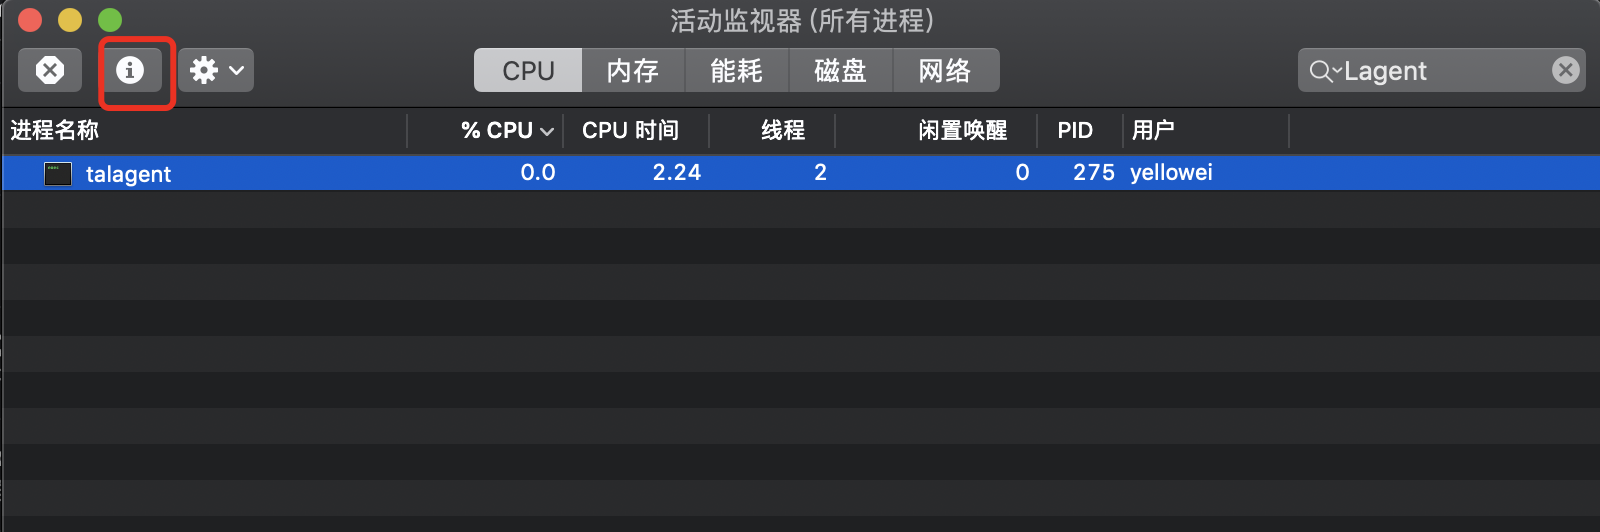 活动监视器 (所有进程)
CPU 内存 能耗 磁盘 网络 Lagent
进程名称 % CPU CPU 时间 线程 闲置唤醒 PID 用户
talagent 0.0 2.24 2 0 275 yellowei